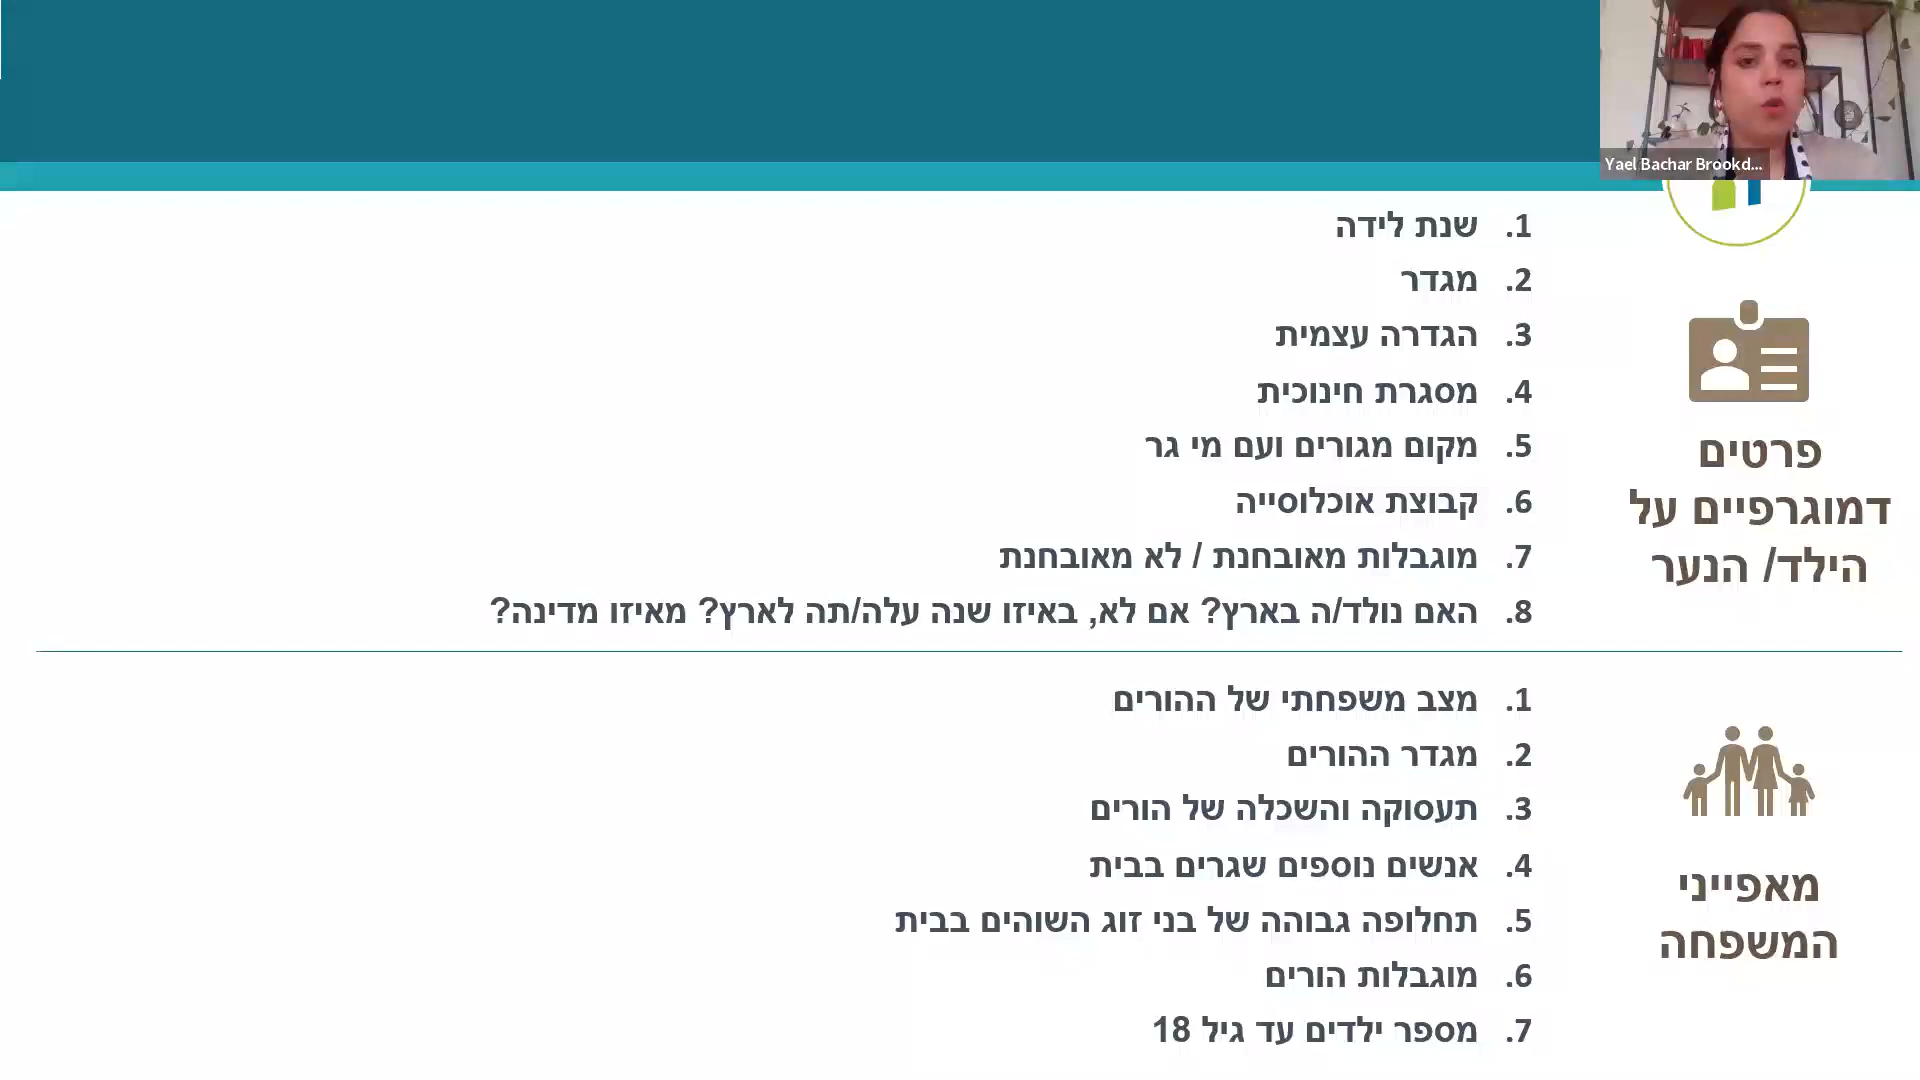 Yael Bachar Brookd...
פרטים
דמוגרפיים על
הילד/ הנער
1. שנת לידה
2. מגדר
3. הגדרה עצמית
4. מסגרת חינוכית
5. מקום מגורים ועם מי גר
6. קבוצת אוכלוסייה
7. מוגבלות מאובחנת / לא מאובחנת
8. האם נולד/ה בארץ? אם לא, באיזו שנה עלה/תה לארץ? מאיזו מדינה?
מאפייני
המשפחה
1. מצב משפחתי של ההורים
2. מגדר ההורים
3. תעסוקה והשכלה של הורים
4. אנשים נוספים שגרים בבית
5. תחלופה גבוהה של בני זוג השוהים בבית
6. מוגבלות הורים
7. מספר ילדים עד גיל 18